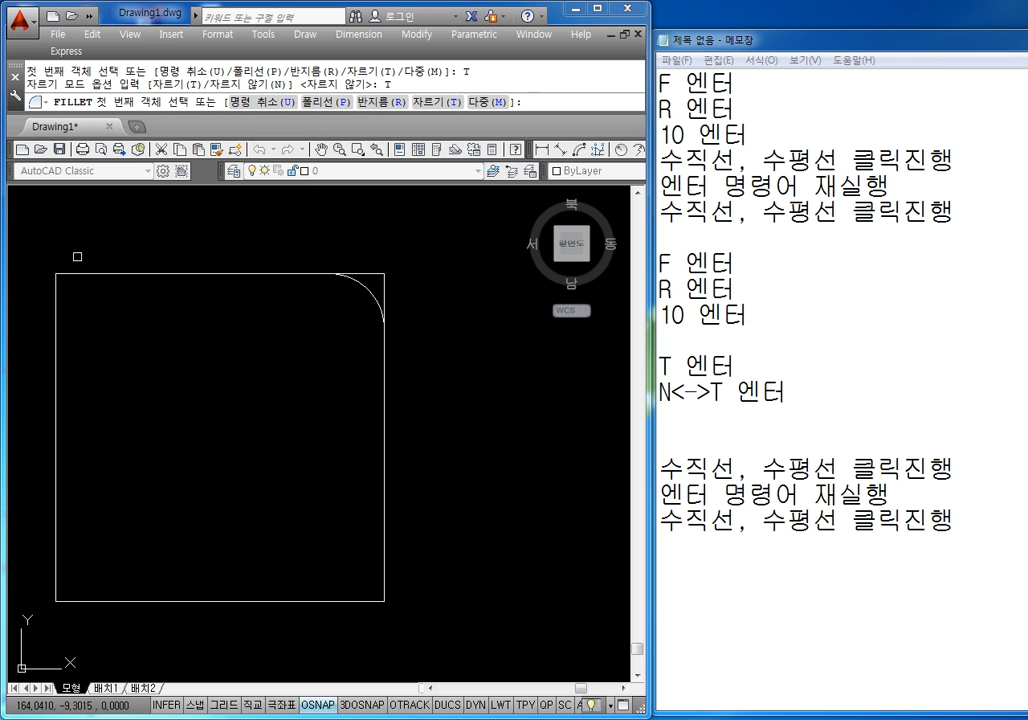 Drawing1.dwg
키워드 또는 구절 입력
로그인
File Edit View Insert Format Tools Draw Dimension Modify Parametric Window Help
Express
첫 번째 객체 선택 또는 [명령 취소(U)/폴리선(P)/반지름(R)/자르기(T)/다중(M)]: T
자르기 모드 옵션 입력 [자르기(T)/자르지 않기(N)] <자르지 않기>: T
FILLET 첫 번째 객체 선택 또는 [명령 취소(U) 폴리선(P) 반지름(R) 자르기(T) 다중(M)]:
Drawing1*
AutoCAD Classic
0
ByLayer
북
서
평면도
동
남
WCS
Y
X
모형 배치1 배치2
164.0410, -9.3015, 0.0000 INFER 스냅 그리드 직교 극좌표 OSNAP 3DOSNAP OTRACK DUCS DYN LWT TPY QP SC
제목 없음 - 메모장
파일(F) 편집(E) 서식(O) 보기(V) 도움말(H)
F 엔터
R 엔터
10 엔터
수직선, 수평선 클릭진행
엔터 명령어 재실행
수직선, 수평선 클릭진행
F 엔터
R 엔터
10 엔터
T 엔터
N<->T 엔터
수직선, 수평선 클릭진행
엔터 명령어 재실행
수직선, 수평선 클릭진행